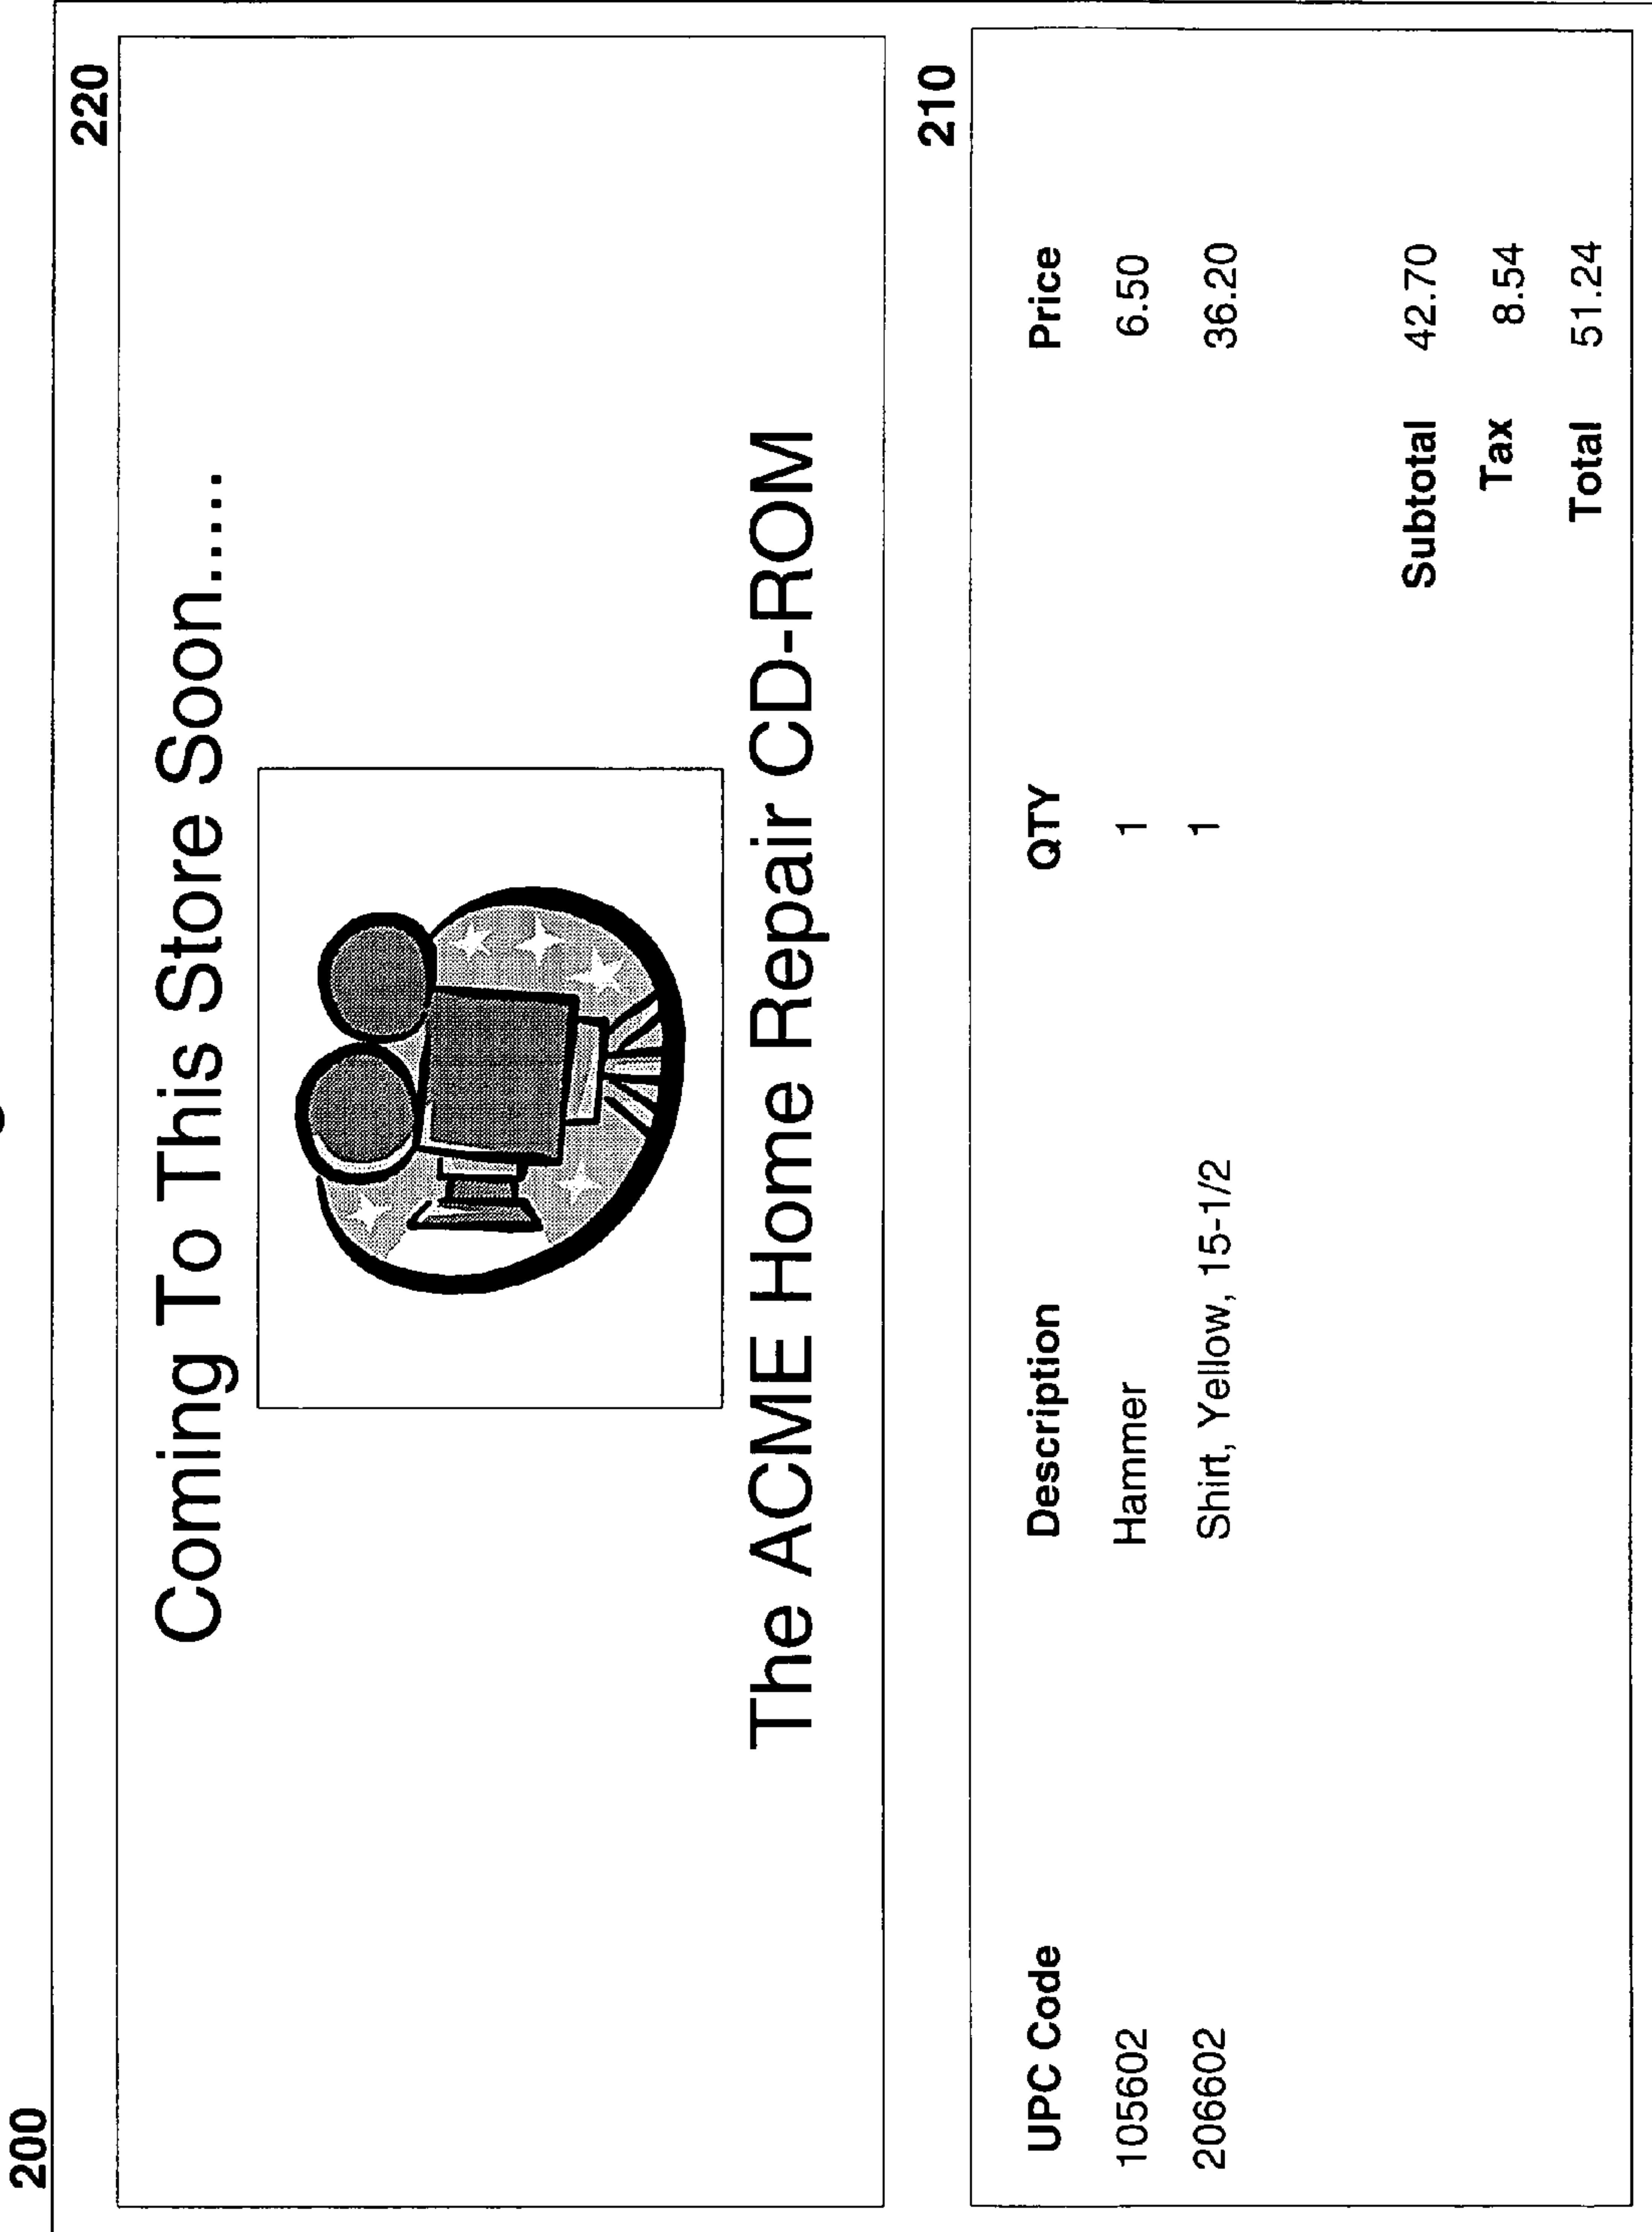 200
220
Coming To This Store Soon.....
The ACME Home Repair CD-ROM
210
UPC Code Description QTY Price
105602 Hammer 1 6.50
206602 Shirt, Yellow, 15-1/2 1 36.20
Subtotal 42.70
Tax 8.54
Total 51.24